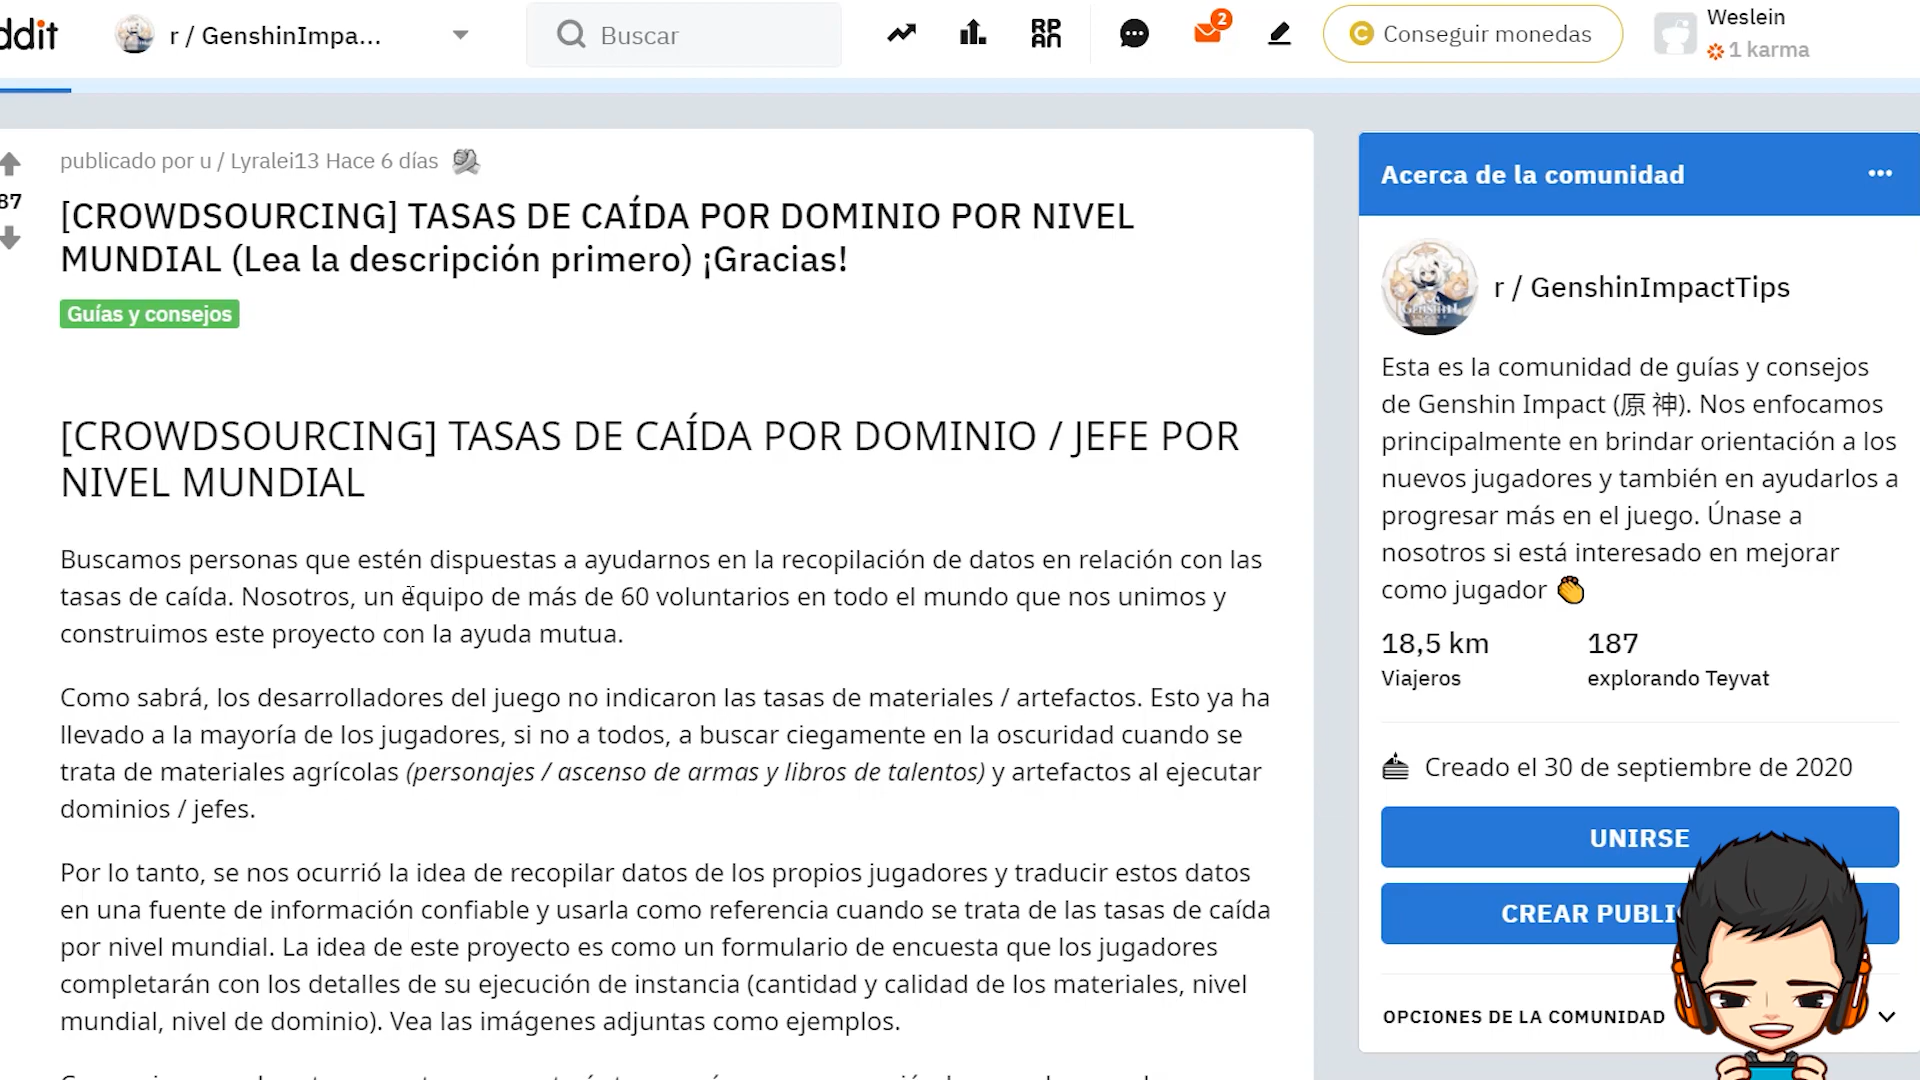 ddit
r / GenshinImpa...
Buscar
RPAN
2
Conseguir monedas
Weslein
1 karma
publicado por u / Lyralei13 Hace 6 días
87
[CROWDSOURCING] TASAS DE CAÍDA POR DOMINIO POR NIVEL
MUNDIAL (Lea la descripción primero) ¡Gracias!
Guías y consejos
[CROWDSOURCING] TASAS DE CAÍDA POR DOMINIO / JEFE POR
NIVEL MUNDIAL
Buscamos personas que estén dispuestas a ayudarnos en la recopilación de datos en relación con las
tasas de caída. Nosotros, un equipo de más de 60 voluntarios en todo el mundo que nos unimos y
construimos este proyecto con la ayuda mutua.
Como sabrá, los desarrolladores del juego no indicaron las tasas de materiales / artefactos. Esto ya ha
llevado a la mayoría de los jugadores, si no a todos, a buscar ciegamente en la oscuridad cuando se
trata de materiales agrícolas (personajes / ascenso de armas y libros de talentos) y artefactos al ejecutar
dominios / jefes.
Por lo tanto, se nos ocurrió la idea de recopilar datos de los propios jugadores y traducir estos datos
en una fuente de información confiable y usarla como referencia cuando se trata de las tasas de caída
por nivel mundial. La idea de este proyecto es como un formulario de encuesta que los jugadores
completarán con los detalles de su ejecución de instancia (cantidad y calidad de los materiales, nivel
mundial, nivel de dominio). Vea las imágenes adjuntas como ejemplos.
Acerca de la comunidad
r / GenshinImpactTips
Esta es la comunidad de guías y consejos
de Genshin Impact (原 神). Nos enfocamos
principalmente en brindar orientación a los
nuevos jugadores y también en ayudarlos a
progresar más en el juego. Únase a
nosotros si está interesado en mejorar
como jugador
18,5 km
187
Viajeros
explorando Teyvat
Creado el 30 de septiembre de 2020
UNIRSE
CREAR PUBLI
OPCIONES DE LA COMUNIDAD